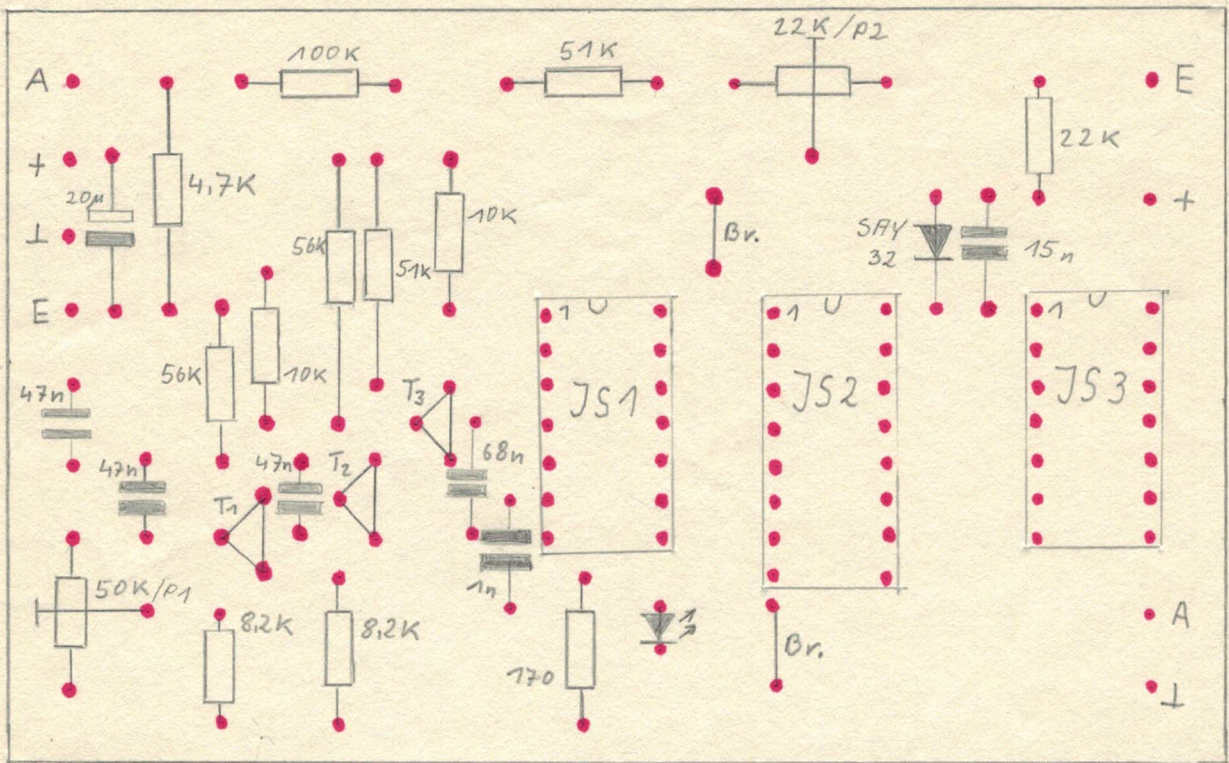 22K/P2
100K
51K
A
E
22K
+
4,7K
20µ
+
10K
⊥
56K
Br.
SAY
32
15n
51K
E
1
1
1
56K
10K
47n
T3
JS1
JS2
JS3
68n
47n
47n
T2
T1
1n
50K/P1
8,2K
8,2K
A
170
Br.
⊥